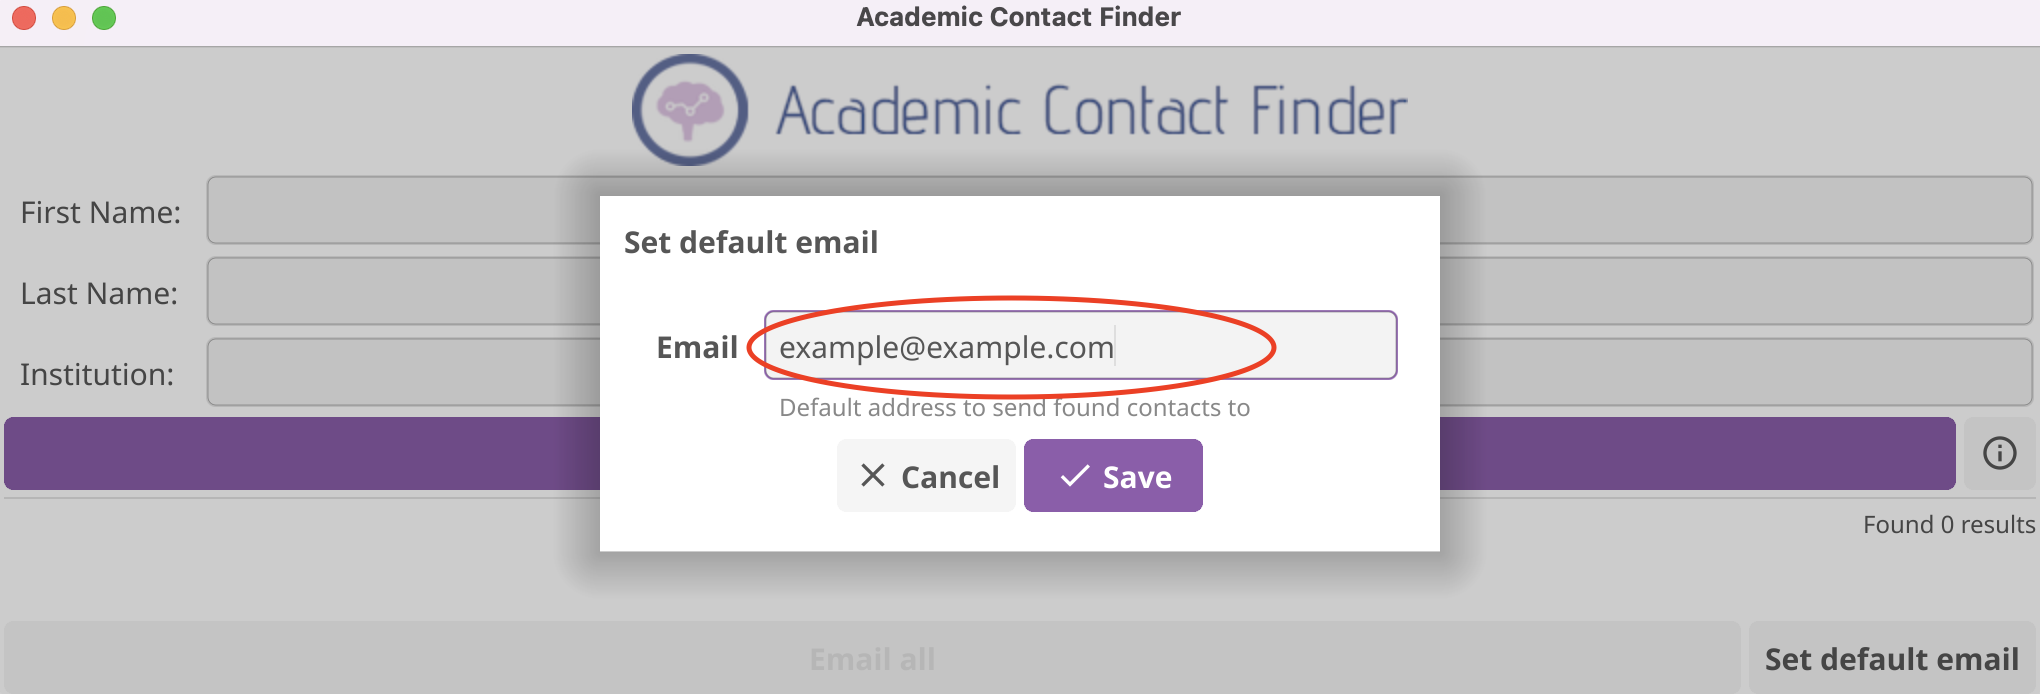 Academic Contact Finder
Academic Contact Finder
First Name:
Last Name:
Institution:
Set default email
Email example@example.com
Default address to send found contacts to
Cancel Save
Found 0 results
Email all Set default email